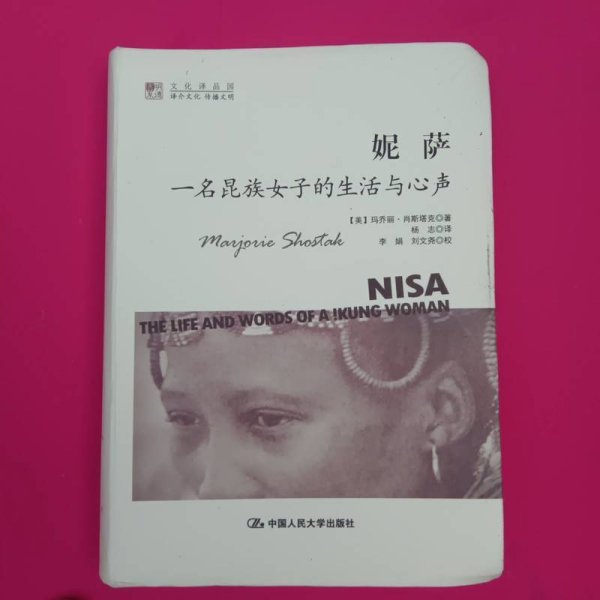 文化译品园
译介文化 传播文明
妮萨
一名昆族女子的生活与心声
【美】玛乔丽·肖斯塔克◎著
杨 志◎译
李 娟 刘文尧◎校
Marjorie Shostak
NISA
THE LIFE AND WORDS OF A !KUNG WOMAN
中国人民大学出版社